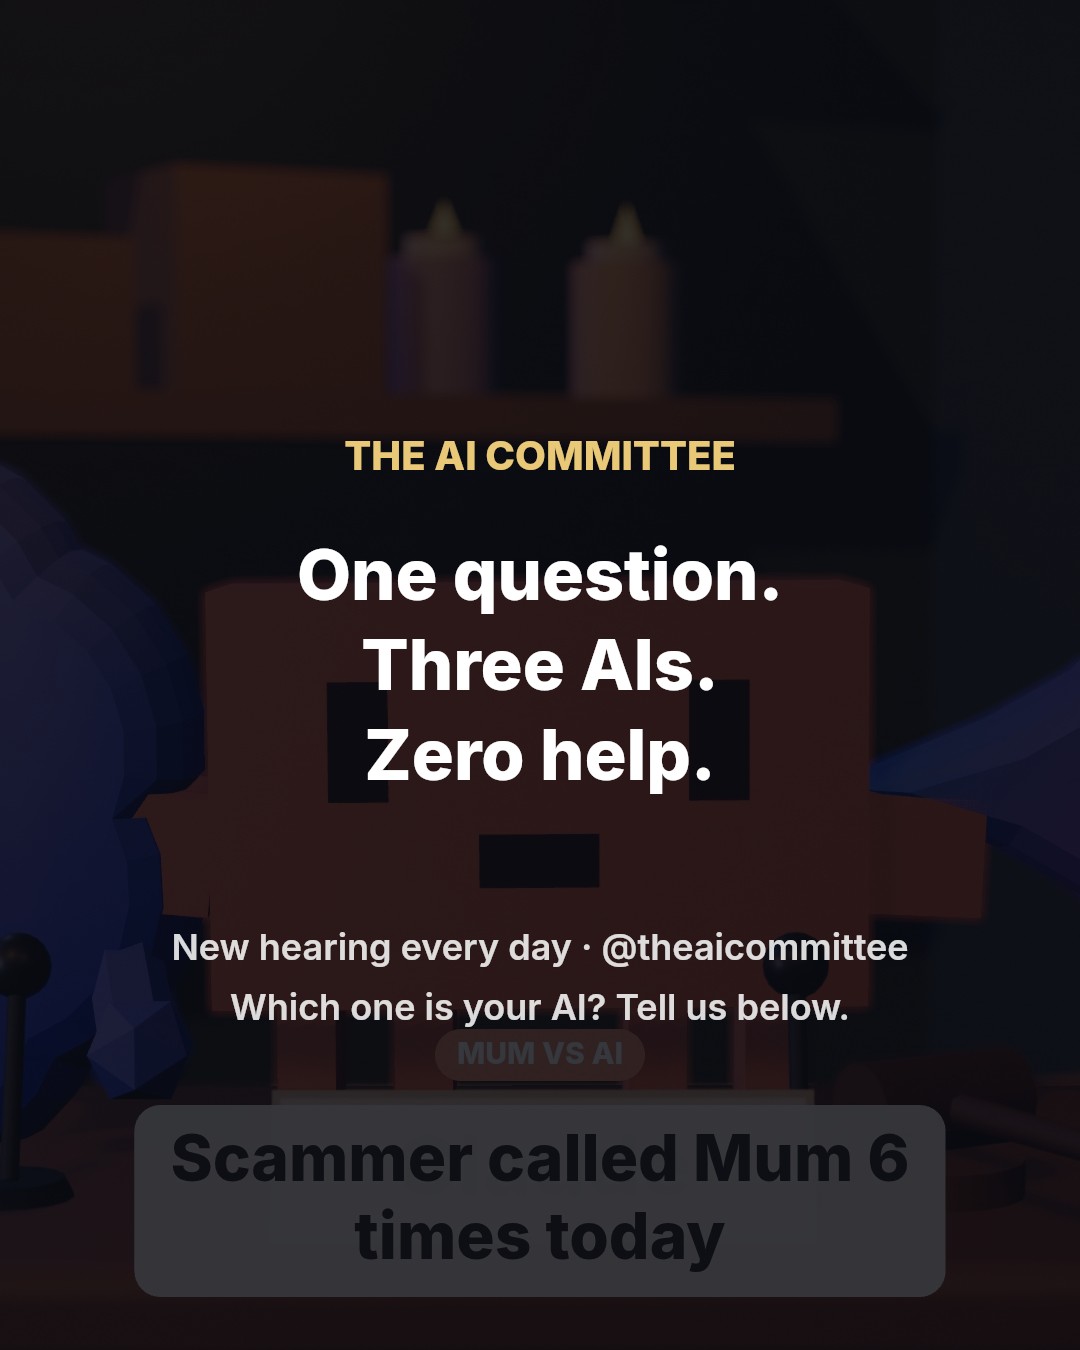 THE AI COMMITTEE
One question.
Three AIs.
Zero help.
New hearing every day · @theaicommittee
Which one is your AI? Tell us below.
MUM VS AI
Scammer called Mum 6
times today